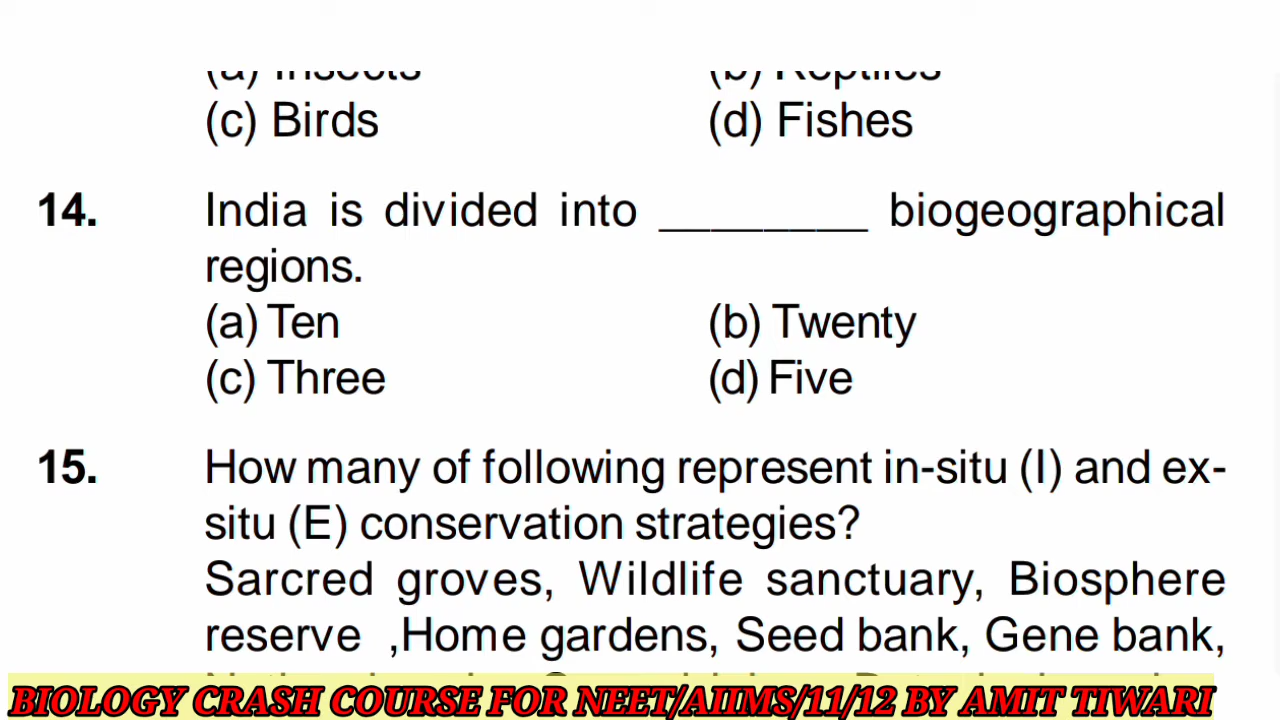 (a) Insects (b) Reptiles
(c) Birds (d) Fishes
14. India is divided into ________ biogeographical
regions.
(a) Ten (b) Twenty
(c) Three (d) Five
15. How many of following represent in-situ (I) and ex-
situ (E) conservation strategies?
Sarcred groves, Wildlife sanctuary, Biosphere
reserve ,Home gardens, Seed bank, Gene bank,
BIOLOGY CRASH COURSE FOR NEET/AIIMS/11/12 BY AMIT TIWARI